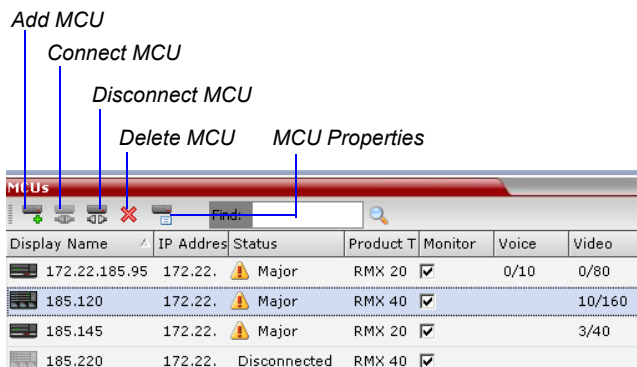 Add MCU
Connect MCU
Disconnect MCU
Delete MCU MCU Properties
MCUs
Find:
Display Name IP Addres Status Product T Monitor Voice Video
172.22.185.95 172.22. Major RMX 20 0/10 0/80
185.120 172.22. Major RMX 40 10/160
185.145 172.22. Major RMX 20 3/40
185.220 172.22. Disconnected RMX 40